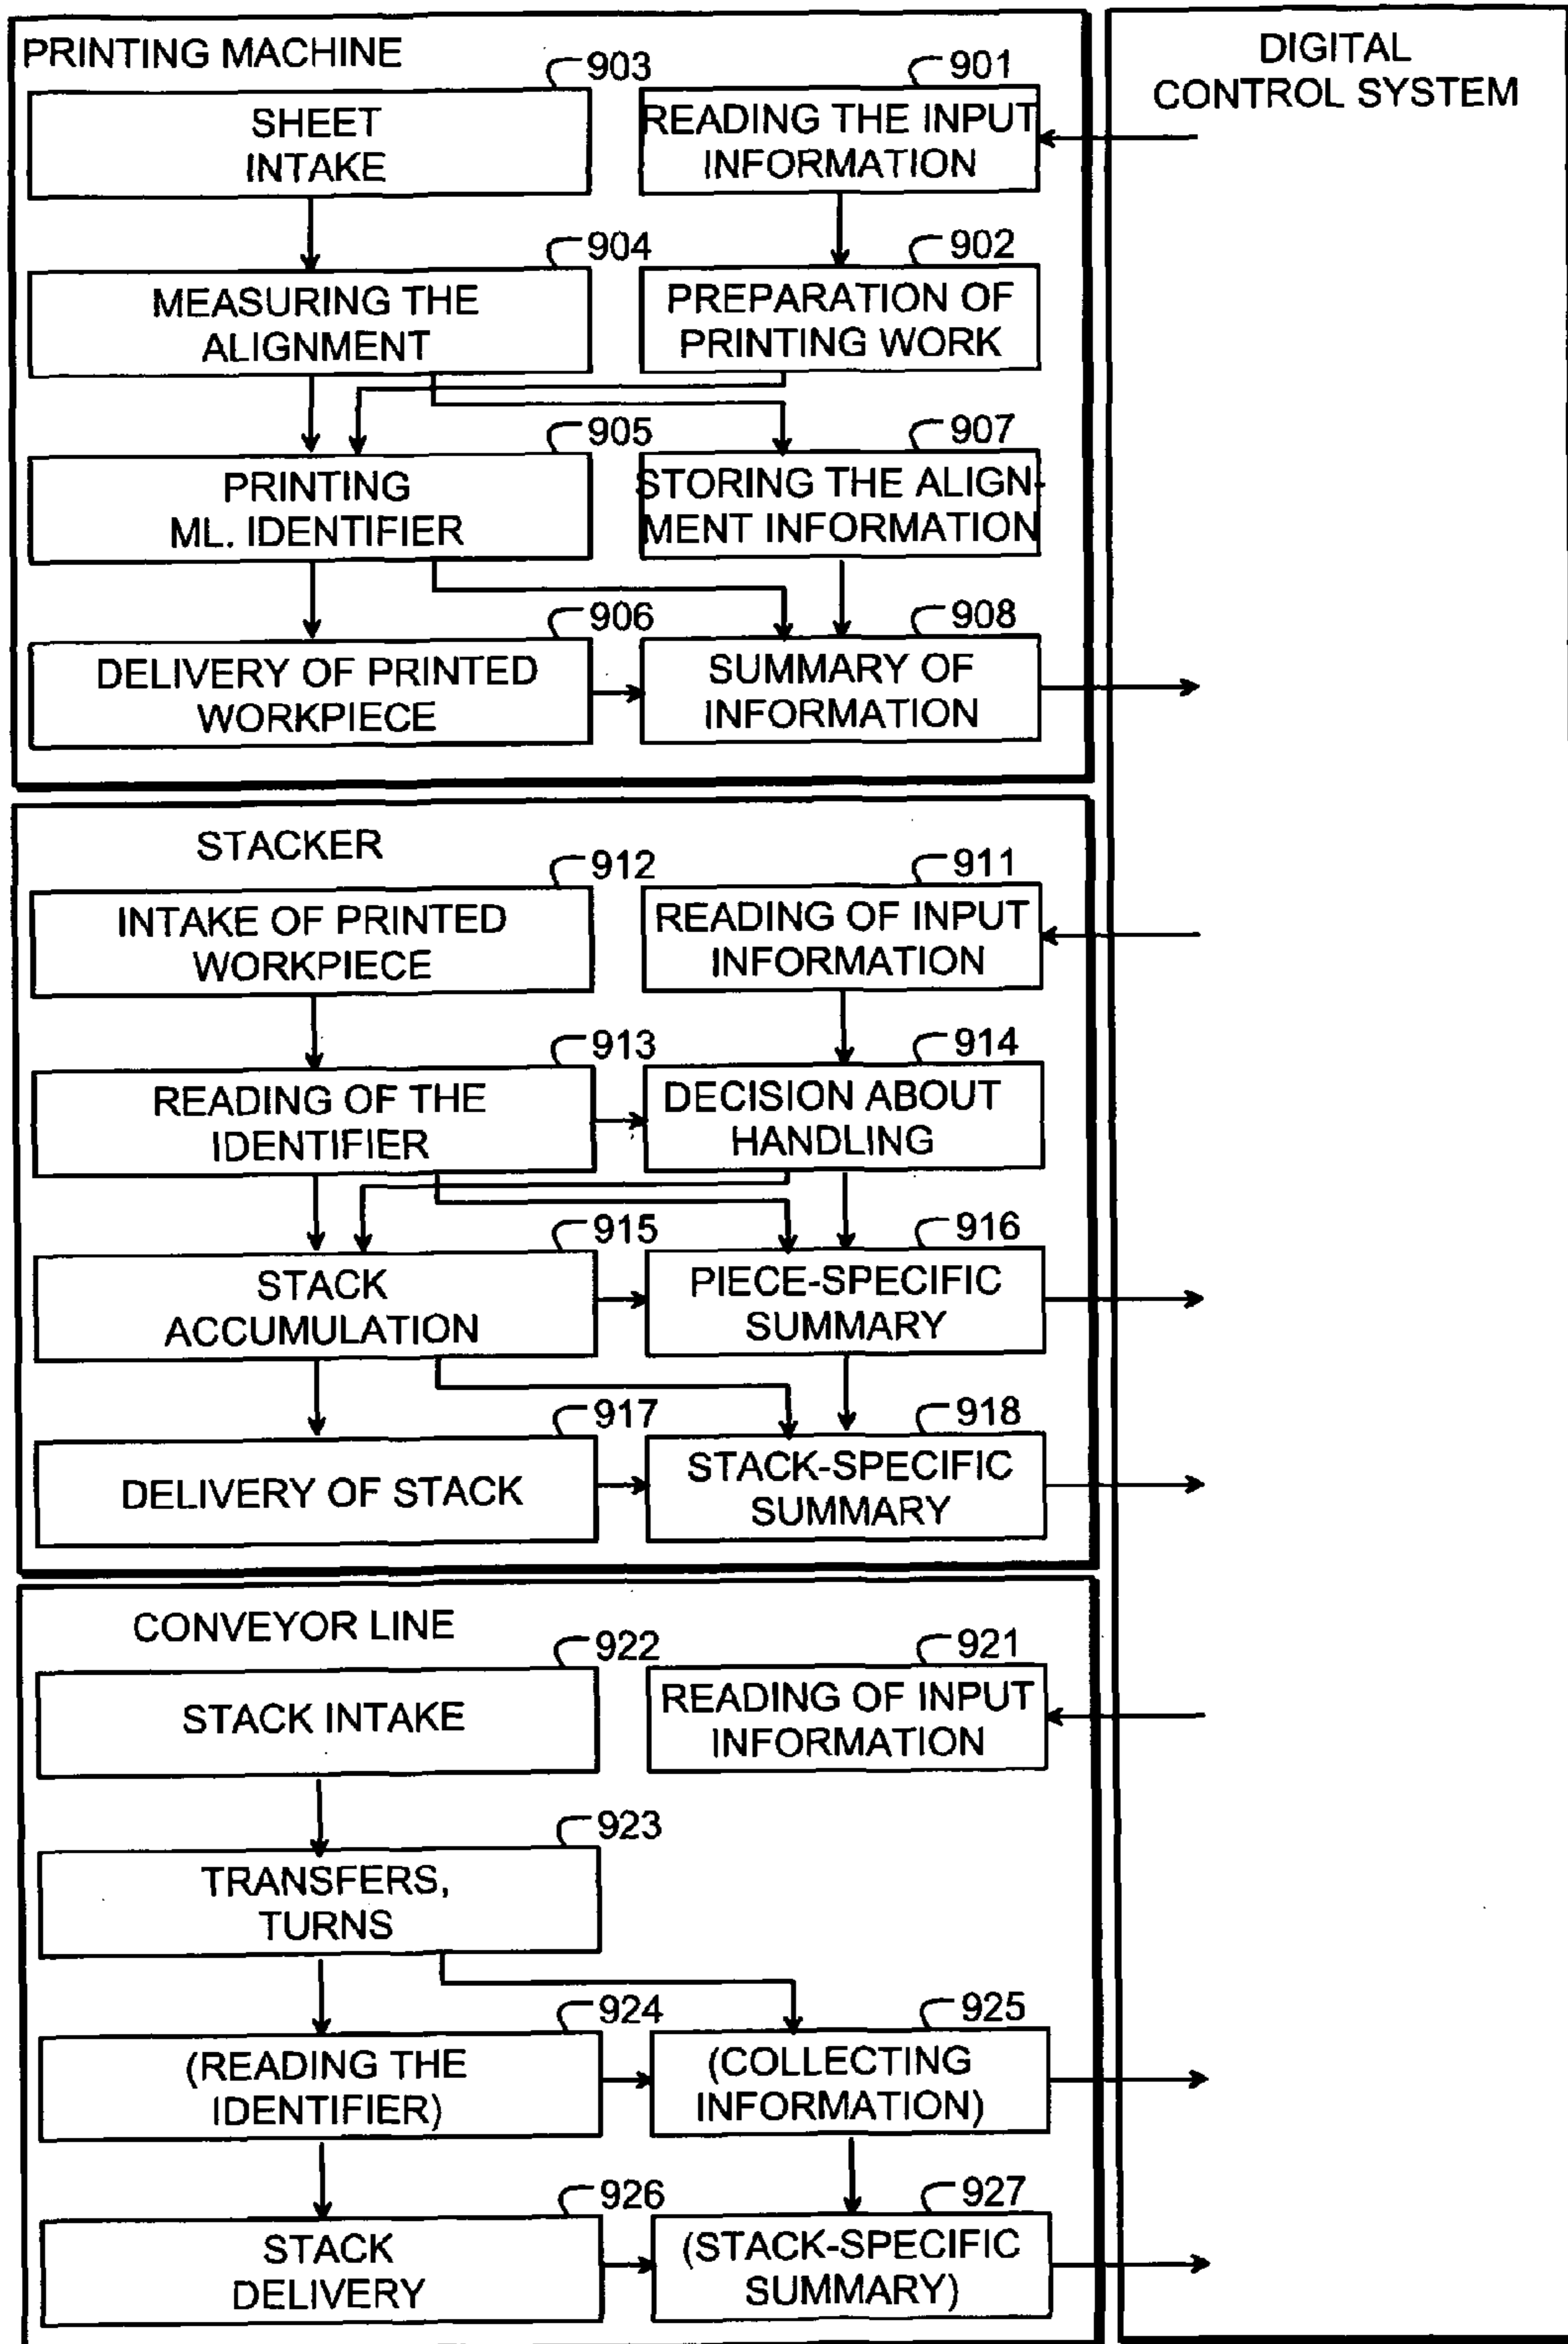 PRINTING MACHINE
DIGITAL
CONTROL SYSTEM
903
SHEET
INTAKE
901
READING THE INPUT
INFORMATION
904
MEASURING THE
ALIGNMENT
902
PREPARATION OF
PRINTING WORK
905
PRINTING
ML. IDENTIFIER
907
STORING THE ALIGN-
MENT INFORMATION
906
DELIVERY OF PRINTED
WORKPIECE
908
SUMMARY OF
INFORMATION
STACKER
912
INTAKE OF PRINTED
WORKPIECE
911
READING OF INPUT
INFORMATION
913
READING OF THE
IDENTIFIER
914
DECISION ABOUT
HANDLING
915
STACK
ACCUMULATION
916
PIECE-SPECIFIC
SUMMARY
917
DELIVERY OF STACK
918
STACK-SPECIFIC
SUMMARY
CONVEYOR LINE
922
STACK INTAKE
921
READING OF INPUT
INFORMATION
923
TRANSFERS,
TURNS
924
(READING THE
IDENTIFIER)
925
(COLLECTING
INFORMATION)
926
STACK
DELIVERY
927
(STACK-SPECIFIC
SUMMARY)